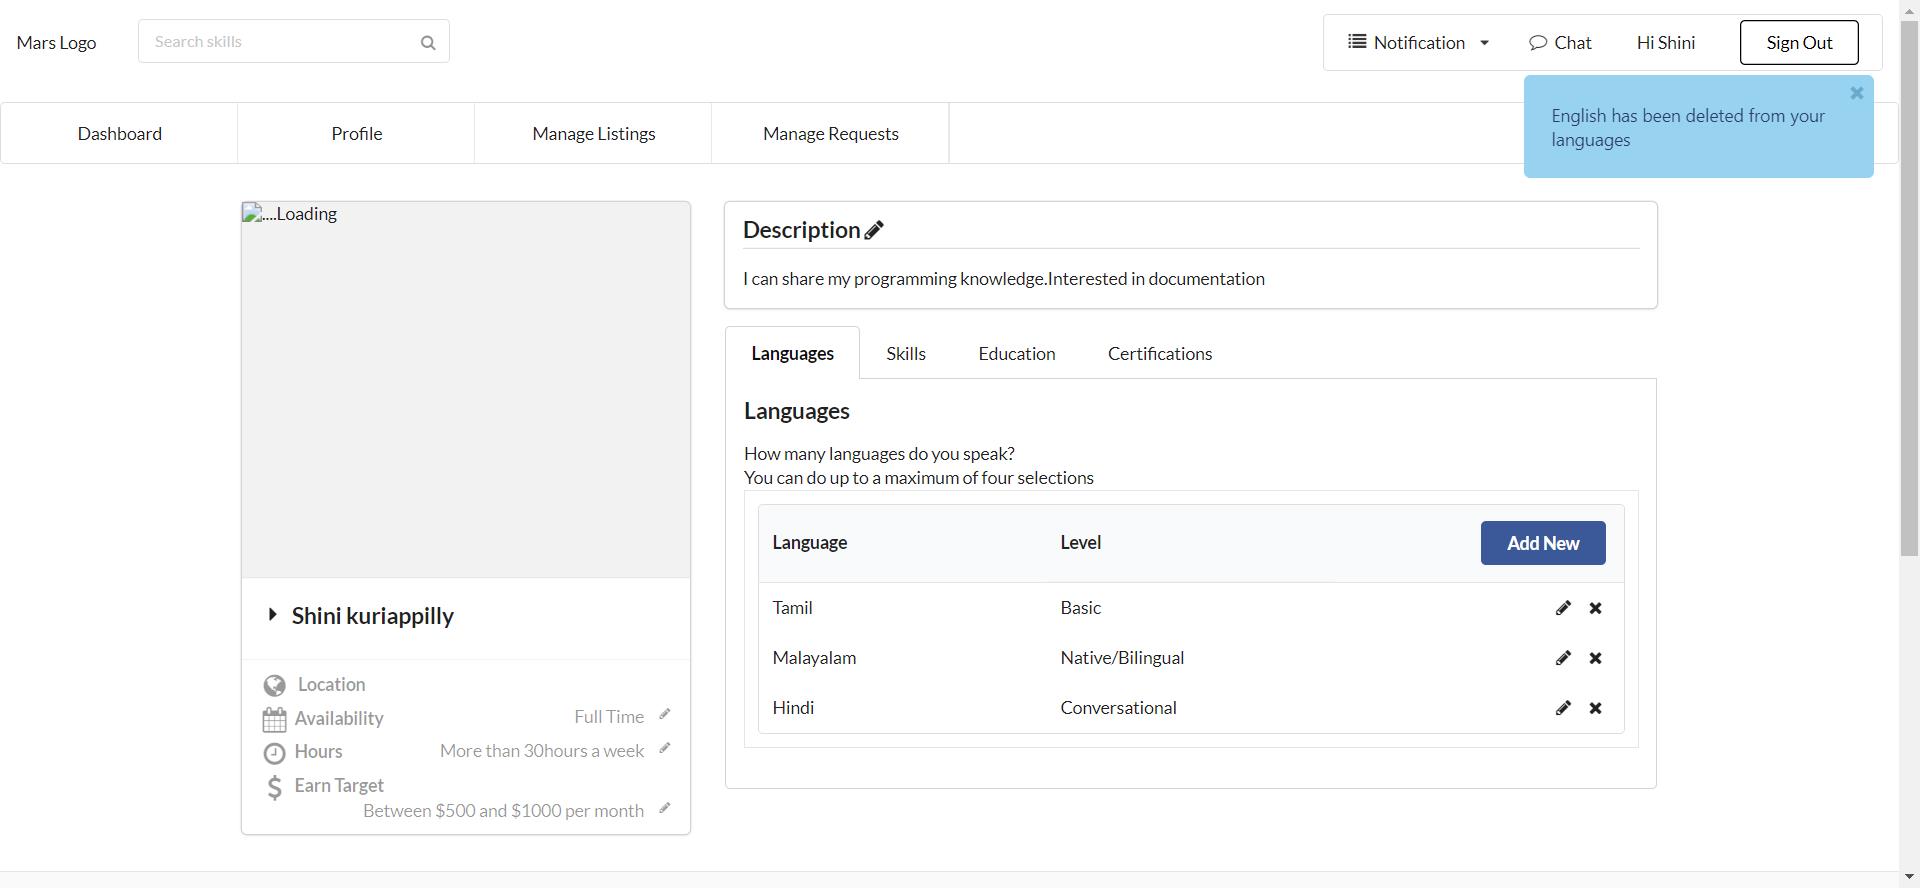 Mars Logo
Search skills
Notification
Chat
Hi Shini
Sign Out
English has been deleted from your
languages
Dashboard
Profile
Manage Listings
Manage Requests
....Loading
Shini kuriappilly
Location
Availability
Full Time
Hours
More than 30hours a week
Earn Target
Between $500 and $1000 per month
Description
I can share my programming knowledge.Interested in documentation
Languages
Skills
Education
Certifications
Languages
How many languages do you speak?
You can do up to a maximum of four selections
Language
Level
Add New
Tamil
Basic
Malayalam
Native/Bilingual
Hindi
Conversational